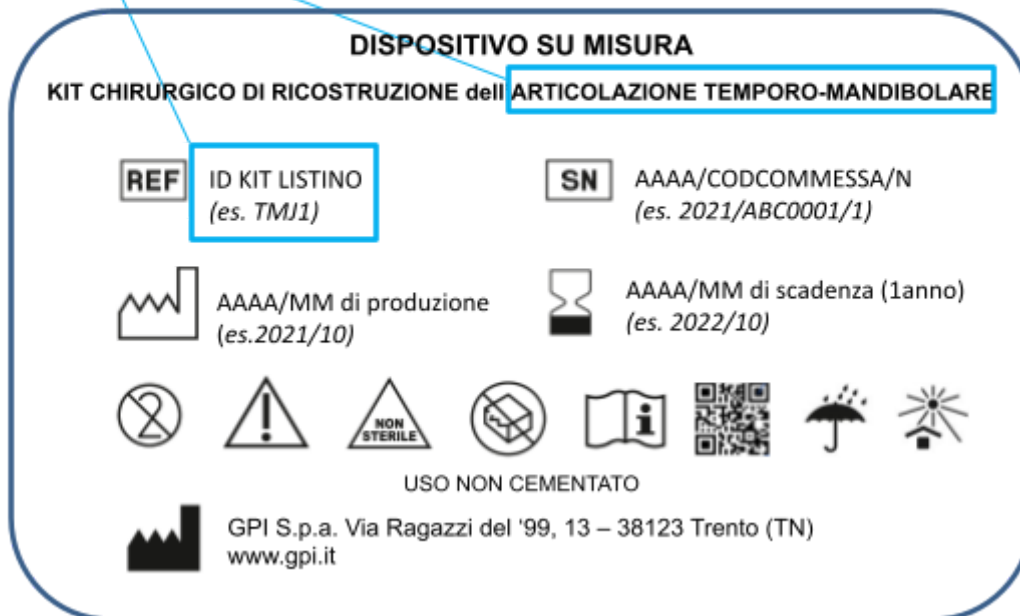 DISPOSITIVO SU MISURA
KIT CHIRURGICO DI RICOSTRUZIONE dell ARTICOLAZIONE TEMPORO-MANDIBOLARE
REF ID KIT LISTINO
(es. TMJ1)
SN AAAA/CODCOMMESSA/N
(es. 2021/ABC0001/1)
AAAA/MM di produzione
(es.2021/10)
AAAA/MM di scadenza (1anno)
(es. 2022/10)
2
!
NON
STERILE
i
USO NON CEMENTATO
GPI S.p.a. Via Ragazzi del '99, 13 – 38123 Trento (TN)
www.gpi.it